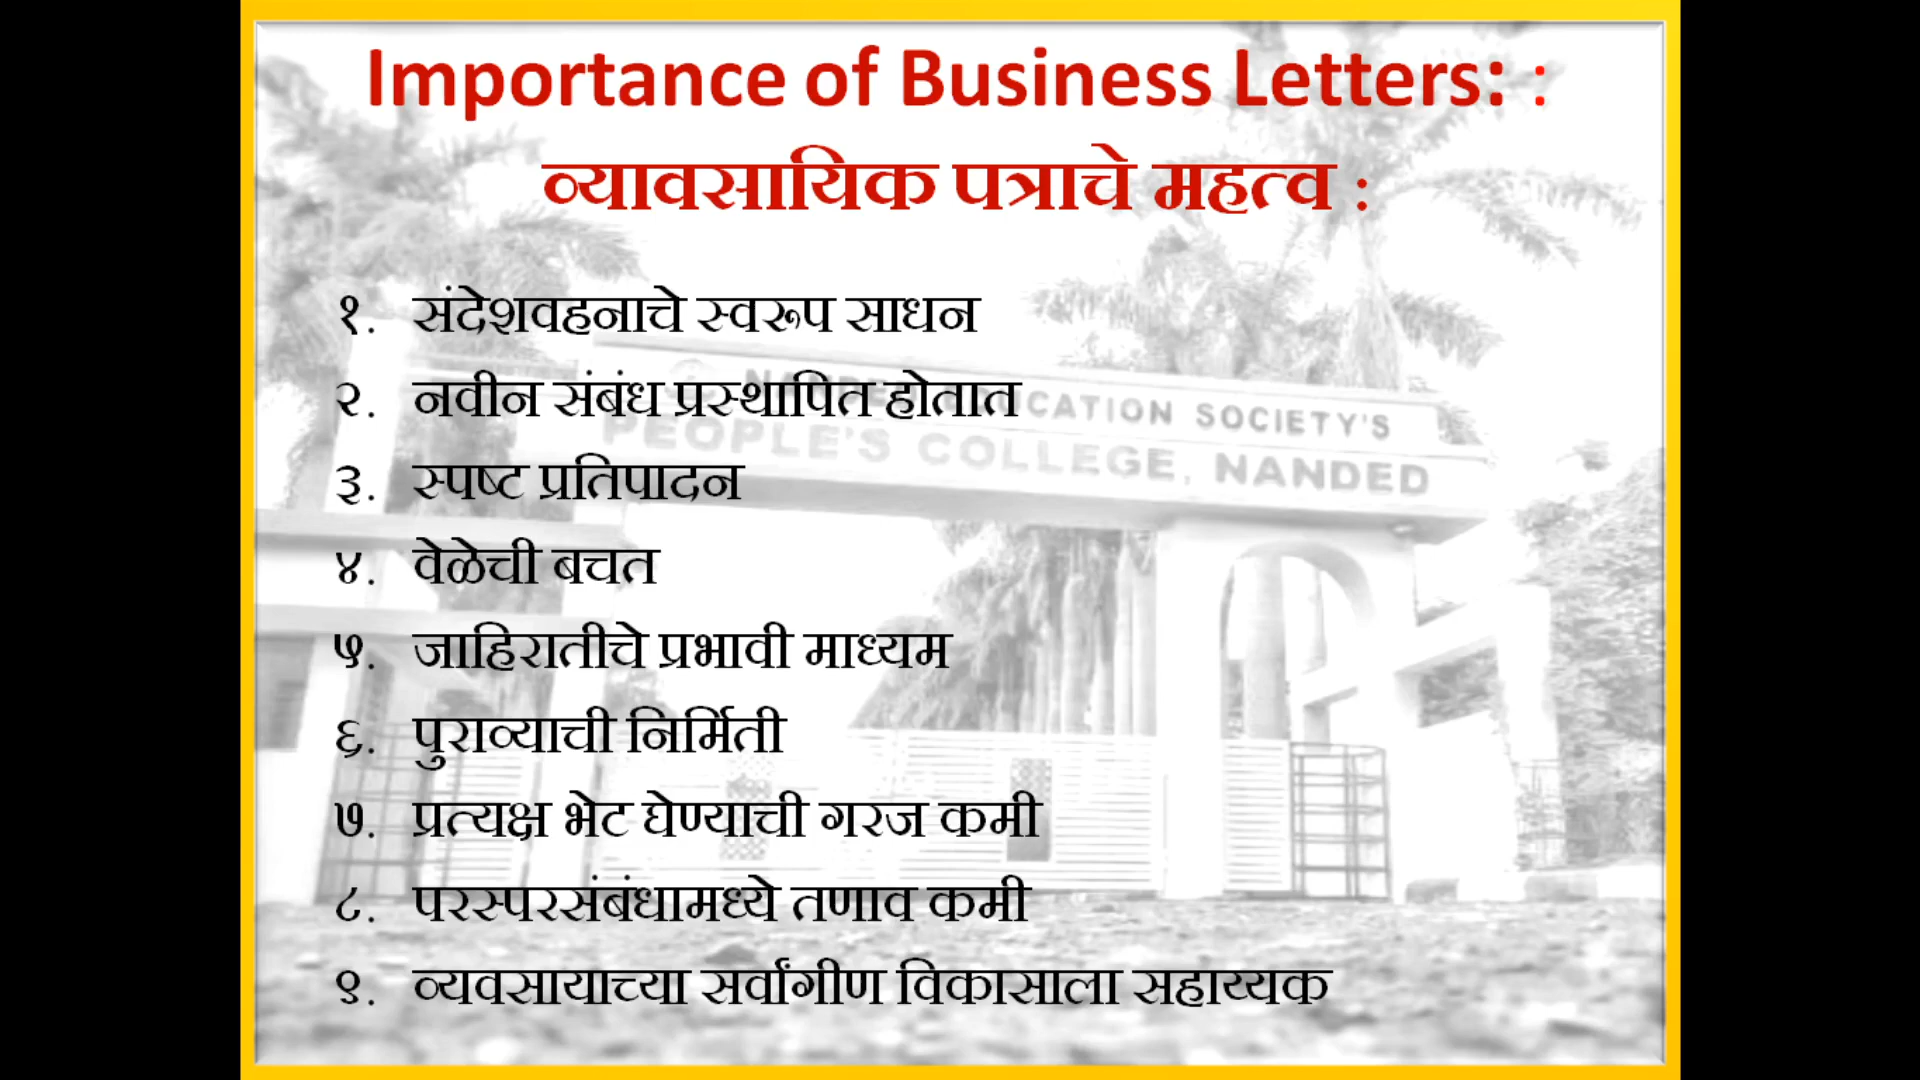 Importance of Business Letters: :
व्यावसायिक पत्राचे महत्व :
१. संदेशवहनाचे स्वरूप साधन
२. नवीन संबंध प्रस्थापित होतात
३. स्पष्ट प्रतिपादन
४. वेळेची बचत
५. जाहिरातीचे प्रभावी माध्यम
६. पुराव्याची निर्मिती
७. प्रत्यक्ष भेट घेण्याची गरज कमी
८. परस्परसंबंधामध्ये तणाव कमी
९. व्यवसायाच्या सर्वांगीण विकासाला सहाय्यक
NANDED EDUCATION SOCIETY'S
PEOPLE'S COLLEGE, NANDED